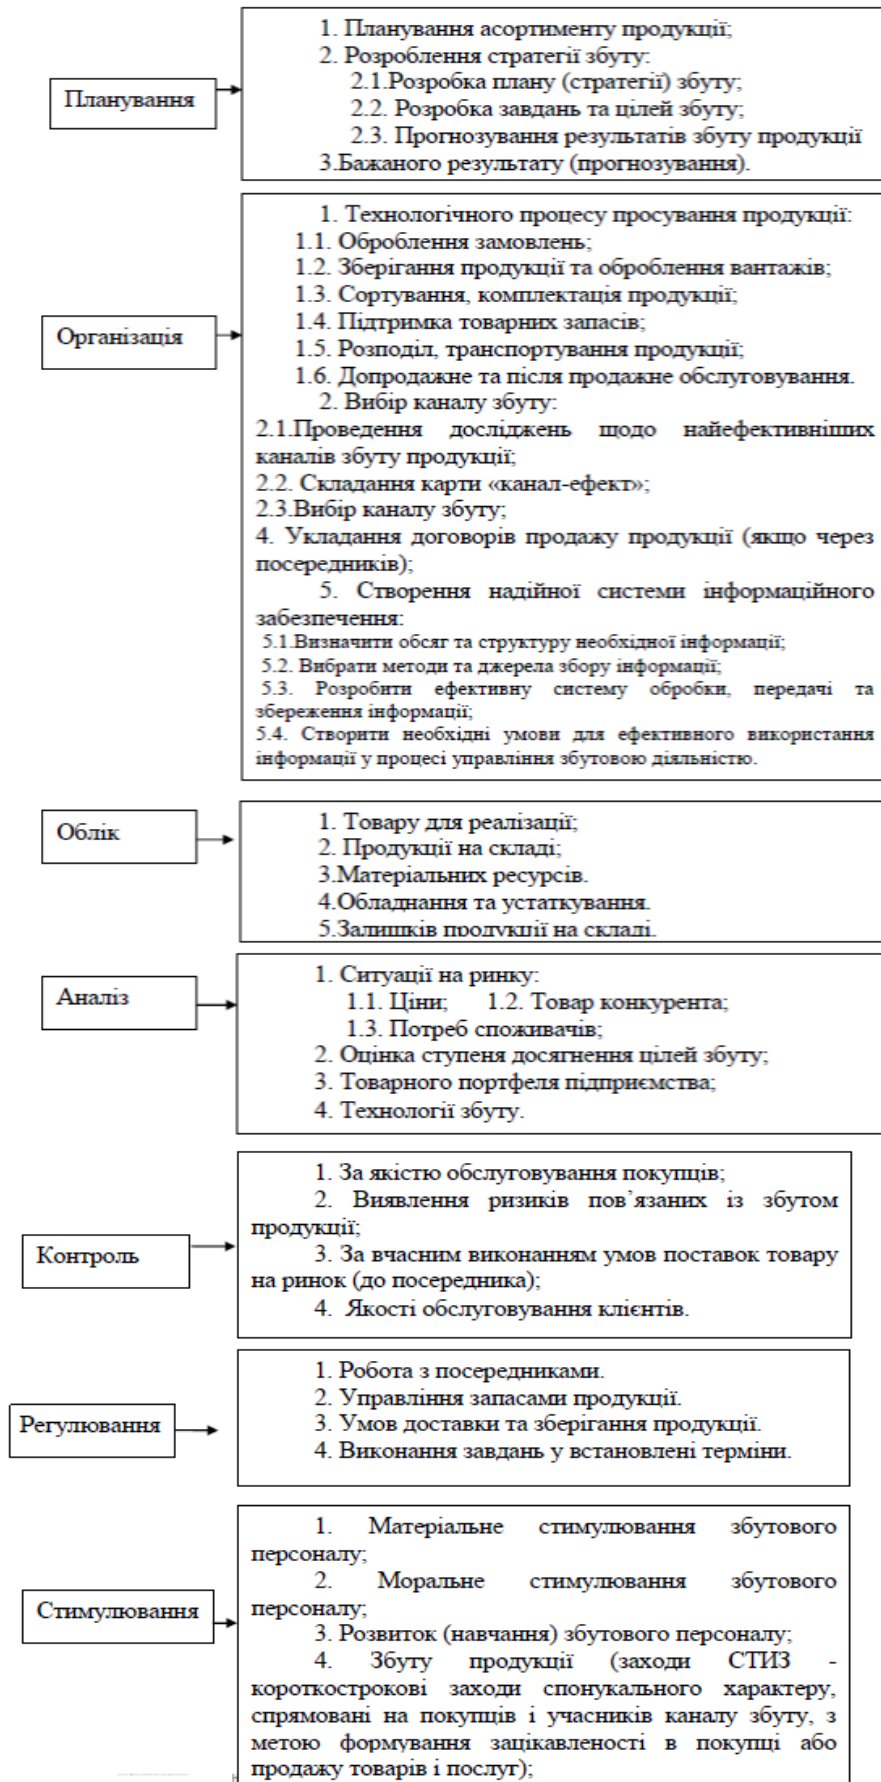 Планування
1. Планування асортименту продукції;
2. Розроблення стратегії збуту:
2.1.Розробка плану (стратегії) збуту;
2.2. Розробка завдань та цілей збуту;
2.3. Прогнозування результатів збуту продукції
3.Бажаного результату (прогнозування).
Організація
1. Технологічного процесу просування продукції:
1.1. Оброблення замовлень;
1.2. Зберігання продукції та оброблення вантажів;
1.3. Сортування, комплектація продукції;
1.4. Підтримка товарних запасів;
1.5. Розподіл, транспортування продукції;
1.6. Допродажне та після продажне обслуговування.
2. Вибір каналу збуту:
2.1.Проведення досліджень щодо найефективніших
каналів збуту продукції;
2.2. Складання карти «канал-ефект»;
2.3.Вибір каналу збуту;
4. Укладання договорів продажу продукції (якщо через
посередників);
5. Створення надійної системи інформаційного
забезпечення:
5.1.Визначити обсяг та структуру необхідної інформації;
5.2. Вибрати методи та джерела збору інформації;
5.3. Розробити ефективну систему обробки, передачі та
збереження інформації;
5.4. Створити необхідні умови для ефективного використання
інформації у процесі управління збутовою діяльністю.
Облік
1. Товару для реалізації;
2. Продукції на складі;
3.Матеріальних ресурсів.
4.Обладнання та устаткування.
5.Залишків продукції на складі.
Аналіз
1. Ситуації на ринку:
1.1. Ціни; 1.2. Товар конкурента;
1.3. Потреб споживачів;
2. Оцінка ступеня досягнення цілей збуту;
3. Товарного портфеля підприємства;
4. Технології збуту.
Контроль
1. За якістю обслуговування покупців;
2. Виявлення ризиків пов’язаних із збутом
продукції;
3. За вчасним виконанням умов поставок товару
на ринок (до посередника);
4. Якості обслуговування клієнтів.
Регулювання
1. Робота з посередниками.
2. Управління запасами продукції.
3. Умов доставки та зберігання продукції.
4. Виконання завдань у встановлені терміни.
Стимулювання
1. Матеріальне стимулювання збутового
персоналу;
2. Моральне стимулювання збутового
персоналу;
3. Розвиток (навчання) збутового персоналу;
4. Збуту продукції (заходи СТИЗ -
короткострокові заходи спонукального характеру,
спрямовані на покупців і учасників каналу збуту, з
метою формування зацікавленості в покупці або
продажу товарів і послуг);